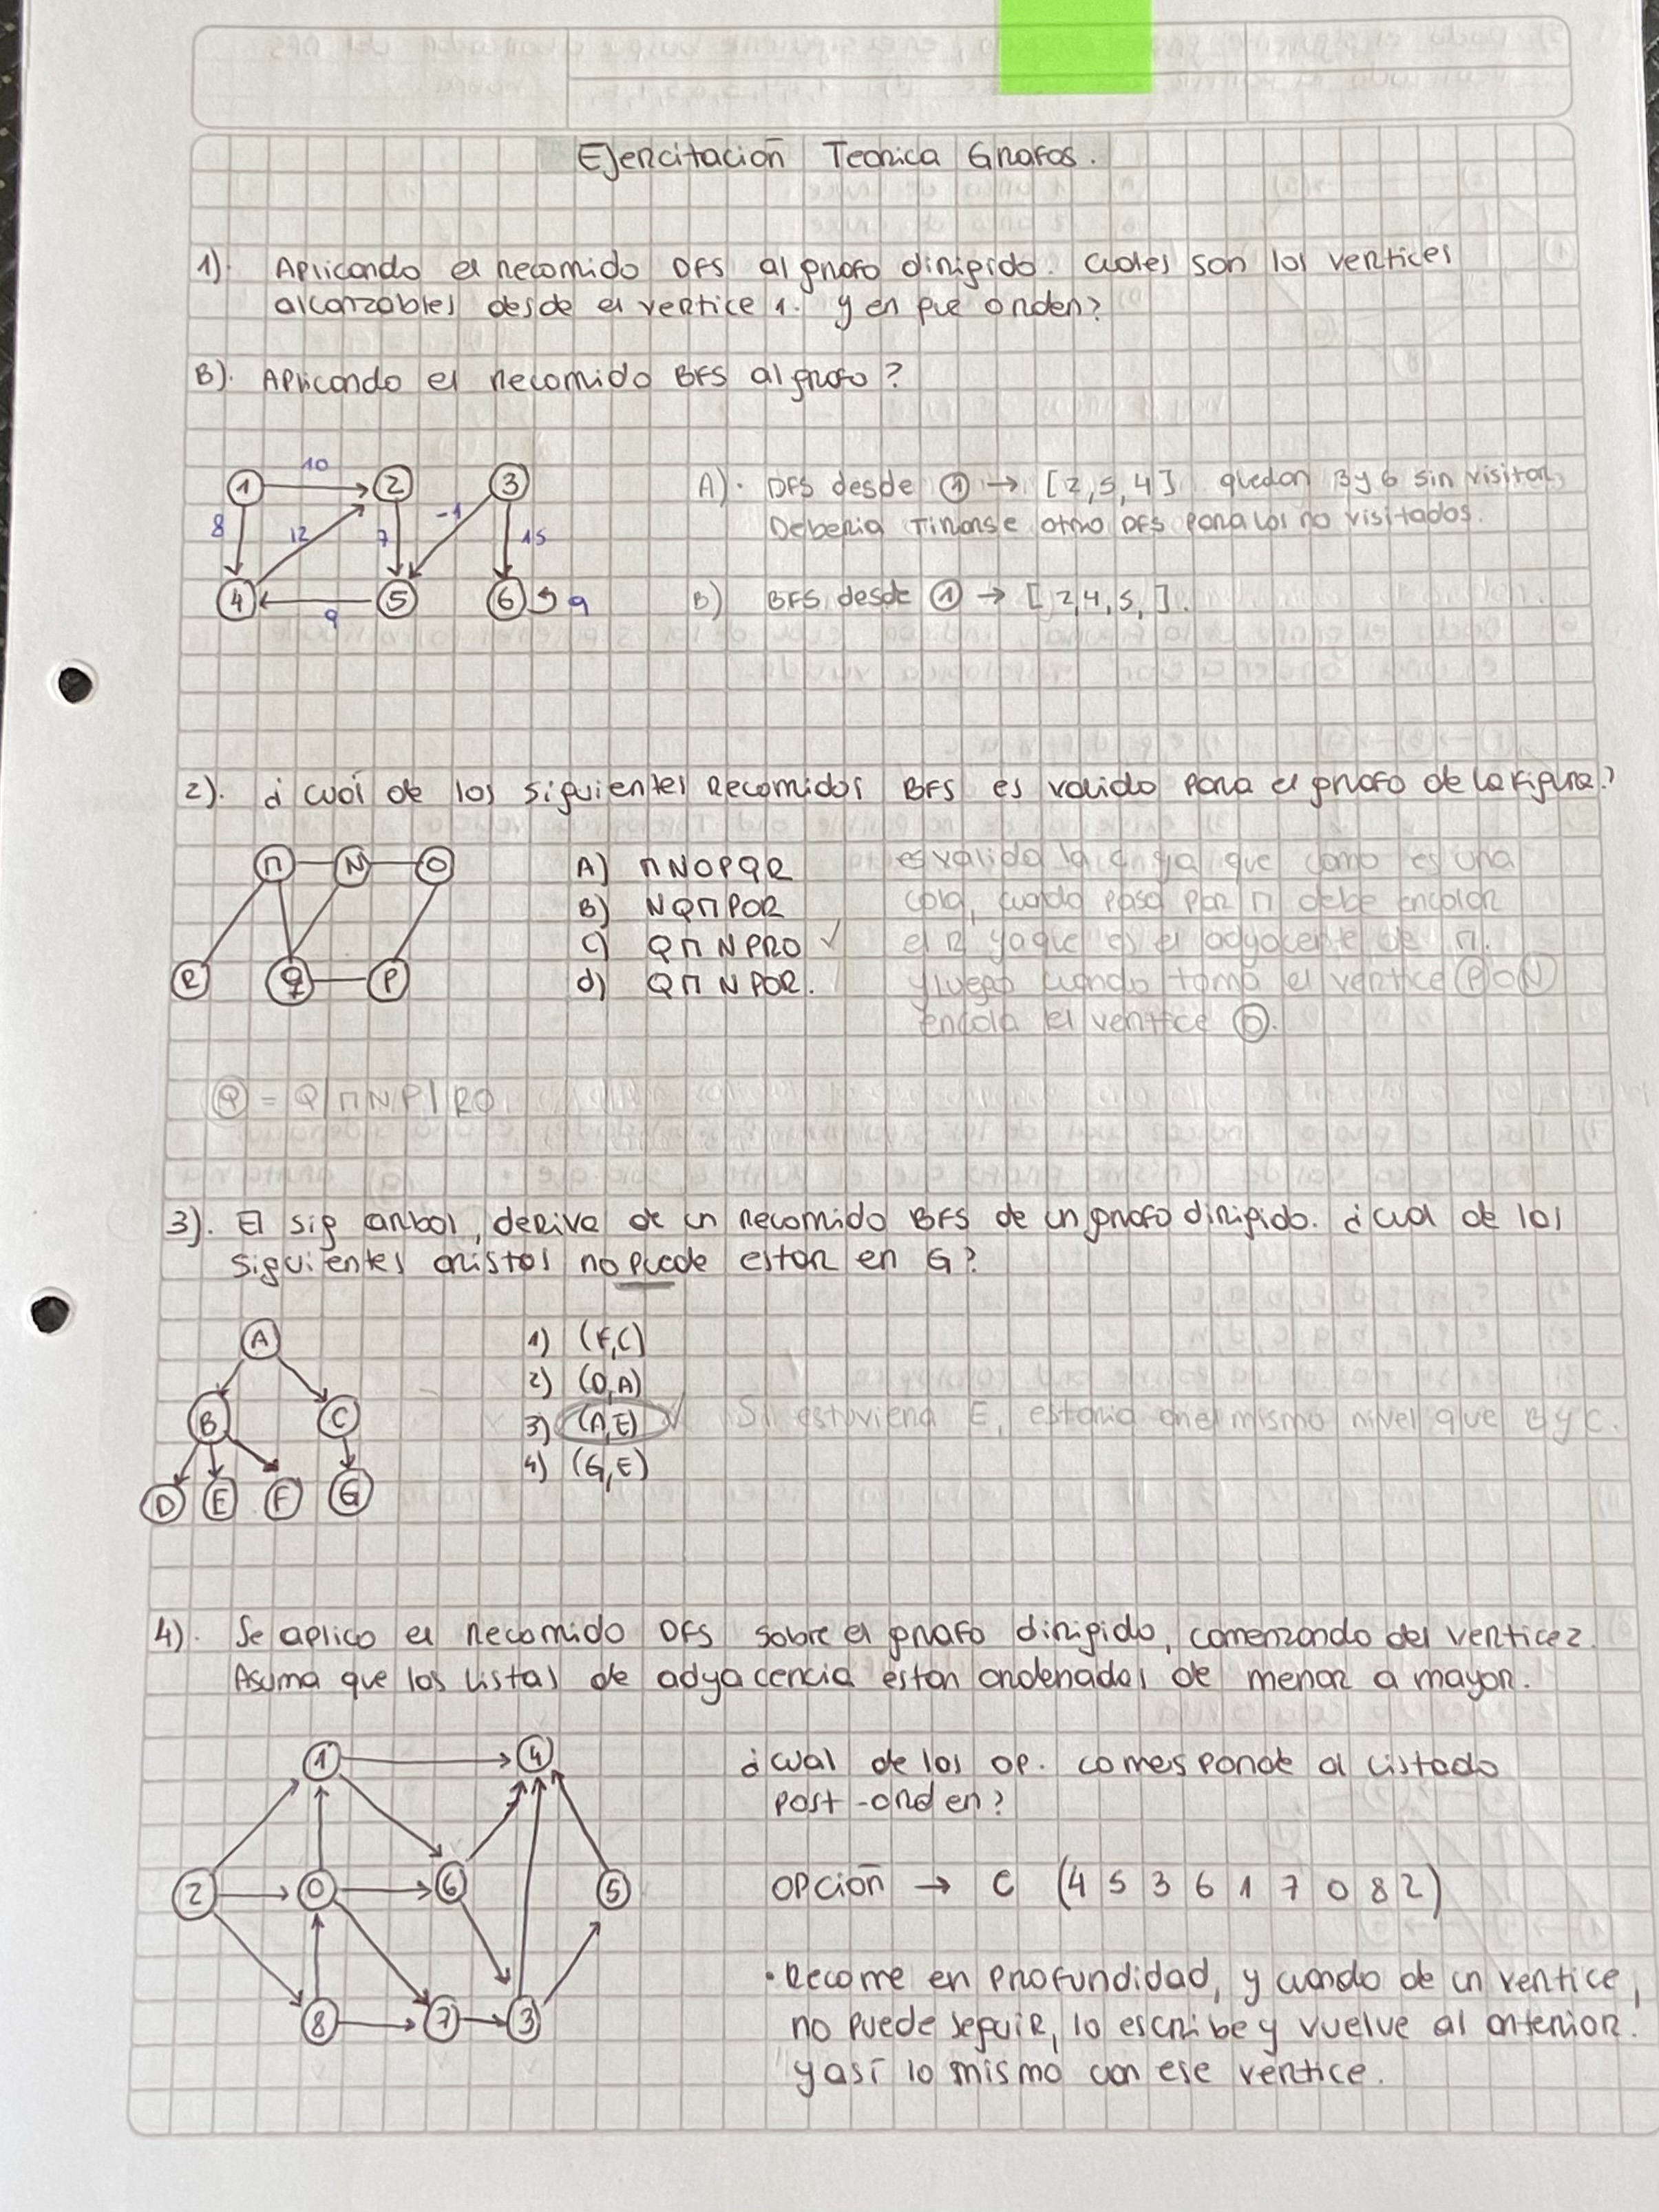 Ejercitación Teorica Grafos.
1). Aplicando el recorrido DFS al grafo dirigido. cuales son los vertices
alcanzables desde el vertice 1. y en que orden?
B). Aplicando el recorrido BFS al grafo?
10
1 2 3
8 12 7 -1 15
4 5 6 9
9
A). DFS desde ① → [2,5,4] quedan 3 y 6 sin visitar,
Deberia Tirarse otro DFS para los no visitados.
B) BFS desde ① → [2,4,5,].
2). ¿cual de los siguientes Recorridos BFS es valido para el grafo de la figura?
M N O
R Q P
A) MNOPQR
B) NQMPOR
C) QMNPRO ✓
d) QMNPOR.
es valida la c ya que como es una
cola, cuando paso por M debe encolar
el R yaque es el adyacente de M.
y luego cuando toma el vertice Ⓟ o Ⓝ
encola el vertice Ⓞ.
Ⓠ = Q|MNP|RO
3). El sig arbol, deriva de un recorrido BFS de un grafo dirigido. ¿cual de los
siguientes aristas no puede estar en G?
A
B C
D E F G
1) (F,C)
2) (D,A)
3) (A,E) ✓ Si estuviera E, estaria en el mismo nivel que B y C.
4) (G,E)
4). Se aplico el recorrido DFS sobre el grafo dirigido, comenzando del vertice 2.
Asuma que los listas de adyacencia estan ordenadas de menor a mayor.
1 4
2 0 6 5
8 7 3
¿cual de los op. corresponde al listado
post-orden?
opción → C (4 5 3 6 1 7 0 8 2)
• Recorre en profundidad, y cuando de un vertice,
no puede seguir, lo escribe y vuelve al anterior.
y así lo mismo con ese vertice.